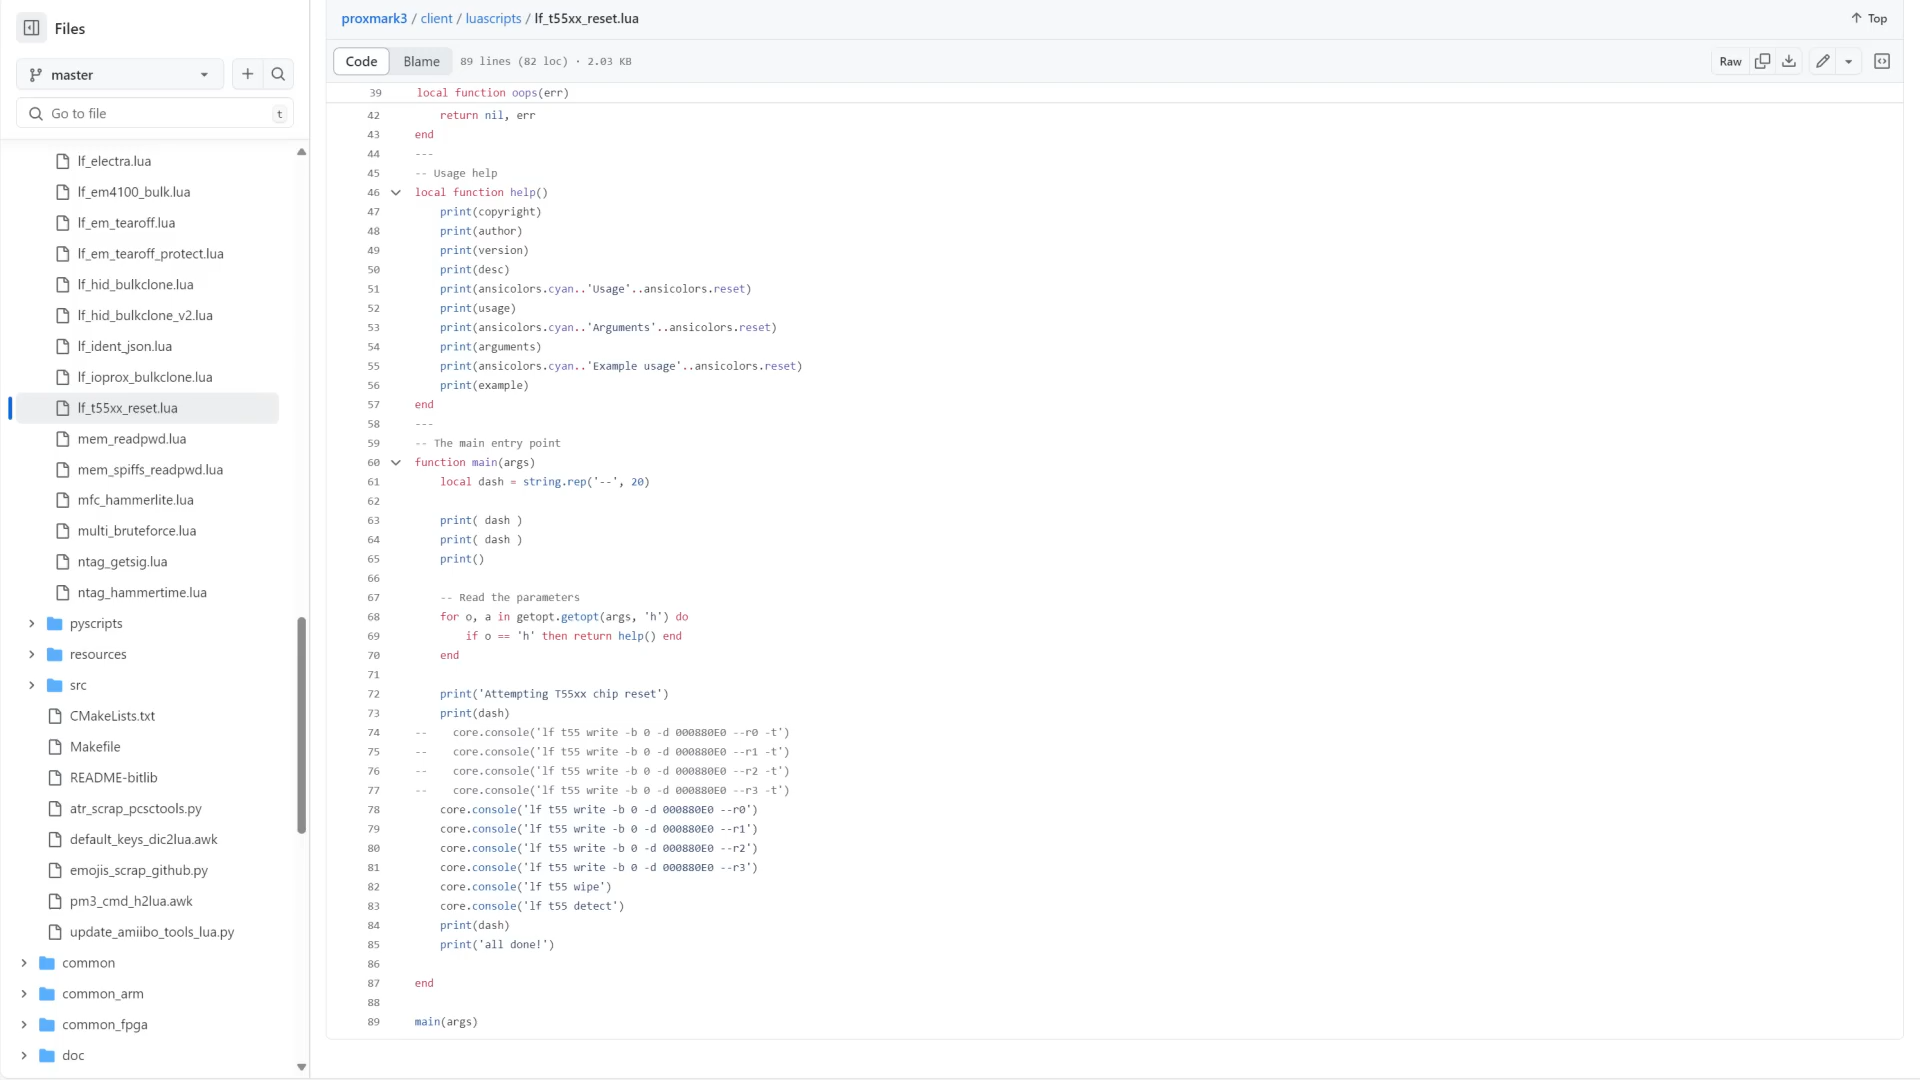 Files
master
Go to file
t
lf_electra.lua
lf_em4100_bulk.lua
lf_em_tearoff.lua
lf_em_tearoff_protect.lua
lf_hid_bulkclone.lua
lf_hid_bulkclone_v2.lua
lf_ident_json.lua
lf_ioprox_bulkclone.lua
lf_t55xx_reset.lua
mem_readpwd.lua
mem_spiffs_readpwd.lua
mfc_hammerlite.lua
multi_bruteforce.lua
ntag_getsig.lua
ntag_hammertime.lua
pyscripts
resources
src
CMakeLists.txt
Makefile
README-bitlib
atr_scrap_pcsctools.py
default_keys_dic2lua.awk
emojis_scrap_github.py
pm3_cmd_h2lua.awk
update_amiibo_tools_lua.py
common
common_arm
common_fpga
doc
proxmark3 / client / luascripts / lf_t55xx_reset.lua
Top
Code
Blame
89 lines (82 loc) · 2.03 KB
Raw
39 local function oops(err)
42     return nil, err
43 end
44 ---
45 -- Usage help
46 local function help()
47     print(copyright)
48     print(author)
49     print(version)
50     print(desc)
51     print(ansicolors.cyan..'Usage'..ansicolors.reset)
52     print(usage)
53     print(ansicolors.cyan..'Arguments'..ansicolors.reset)
54     print(arguments)
55     print(ansicolors.cyan..'Example usage'..ansicolors.reset)
56     print(example)
57 end
58 ---
59 -- The main entry point
60 function main(args)
61     local dash = string.rep('--', 20)
62
63     print( dash )
64     print( dash )
65     print()
66
67     -- Read the parameters
68     for o, a in getopt.getopt(args, 'h') do
69         if o == 'h' then return help() end
70     end
71
72     print('Attempting T55xx chip reset')
73     print(dash)
74 --    core.console('lf t55 write -b 0 -d 000880E0 --r0 -t')
75 --    core.console('lf t55 write -b 0 -d 000880E0 --r1 -t')
76 --    core.console('lf t55 write -b 0 -d 000880E0 --r2 -t')
77 --    core.console('lf t55 write -b 0 -d 000880E0 --r3 -t')
78     core.console('lf t55 write -b 0 -d 000880E0 --r0')
79     core.console('lf t55 write -b 0 -d 000880E0 --r1')
80     core.console('lf t55 write -b 0 -d 000880E0 --r2')
81     core.console('lf t55 write -b 0 -d 000880E0 --r3')
82     core.console('lf t55 wipe')
83     core.console('lf t55 detect')
84     print(dash)
85     print('all done!')
86
87 end
88
89 main(args)